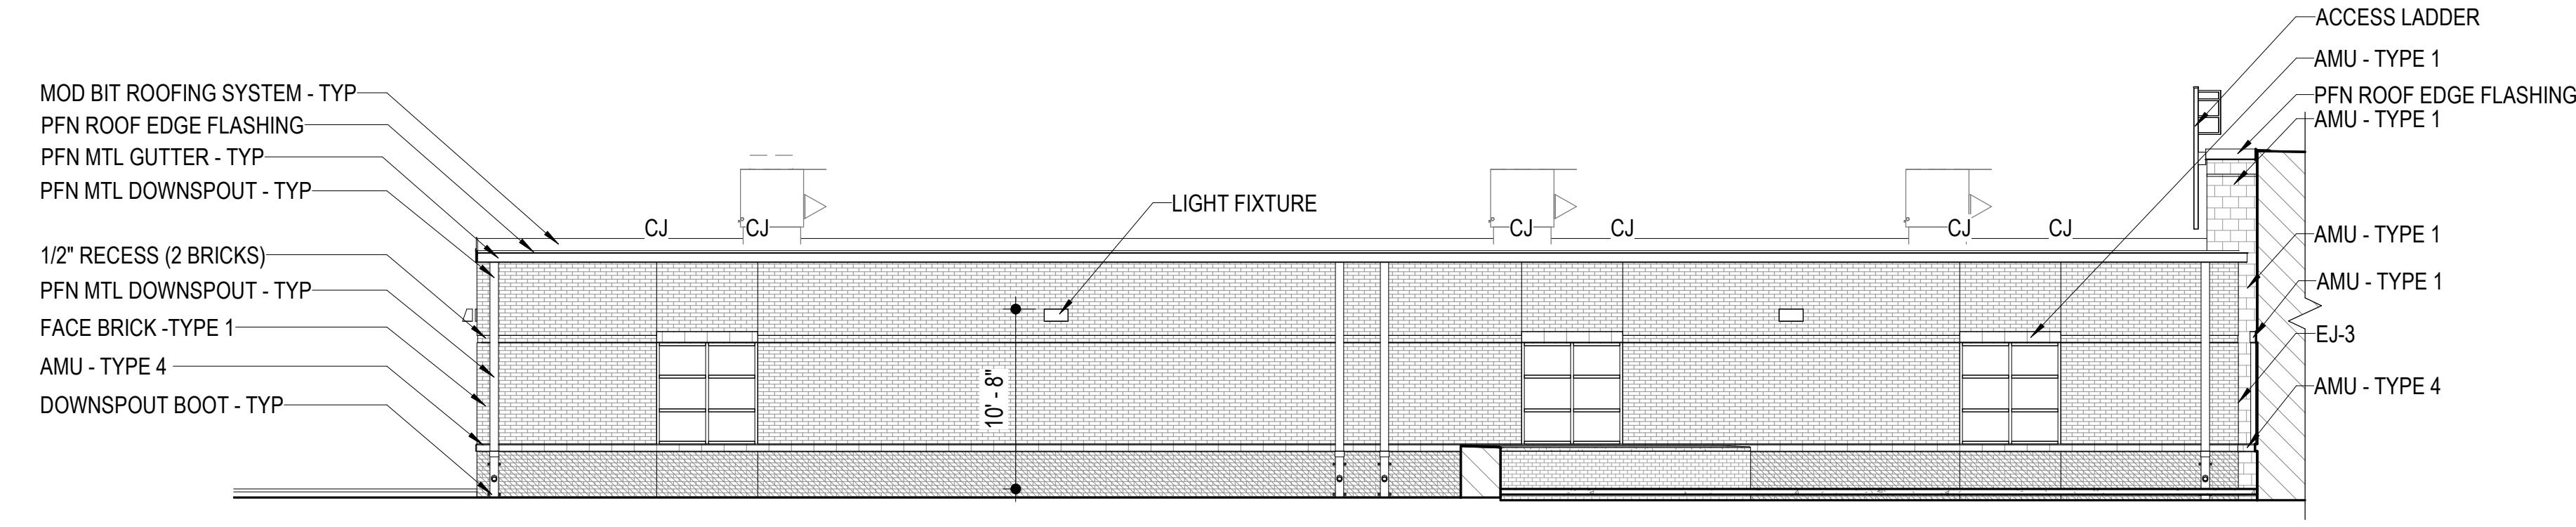 ACCESS LADDER
AMU - TYPE 1
PFN ROOF EDGE FLASHING
AMU - TYPE 1
MOD BIT ROOFING SYSTEM - TYP
PFN ROOF EDGE FLASHING
PFN MTL GUTTER - TYP
PFN MTL DOWNSPOUT - TYP
1/2" RECESS (2 BRICKS)
PFN MTL DOWNSPOUT - TYP
FACE BRICK -TYPE 1
AMU - TYPE 4
DOWNSPOUT BOOT - TYP
LIGHT FIXTURE
CJ
CJ
CJ
CJ
CJ
CJ
10' - 8"
AMU - TYPE 1
AMU - TYPE 1
EJ-3
AMU - TYPE 4